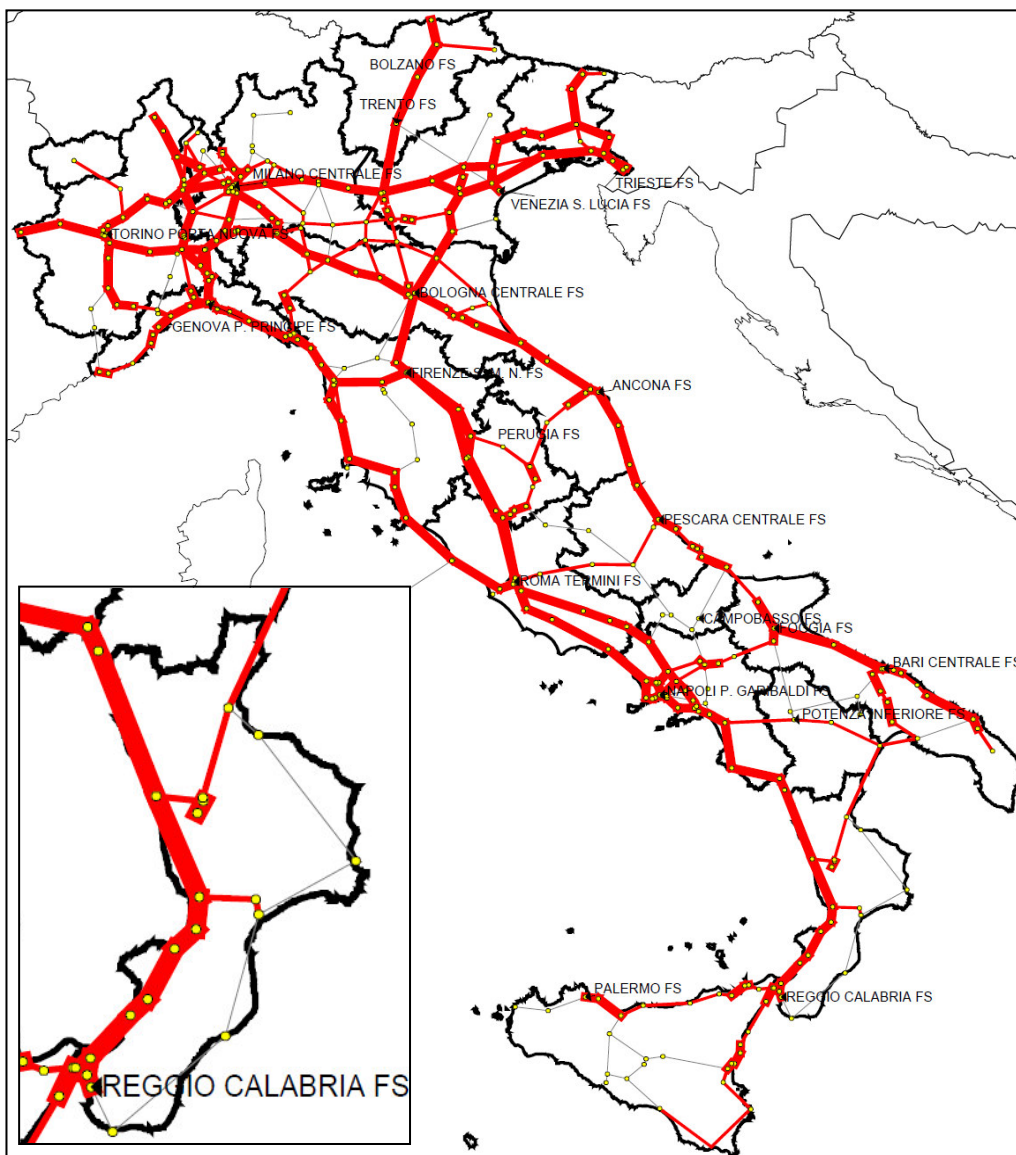 BOLZANO FS
TRENTO FS
MILANO CENTRALE FS
TRIESTE FS
VENEZIA S. LUCIA FS
TORINO PORTA NUOVA FS
BOLOGNA CENTRALE FS
GENOVA P. PRINCIPE FS
FIRENZE S. M. N. FS
ANCONA FS
PERUGIA FS
PESCARA CENTRALE FS
ROMA TERMINI FS
CAMPOBASSO FS
FOGGIA FS
BARI CENTRALE FS
NAPOLI P. GARIBALDI FS
POTENZA INFERIORE FS
PALERMO FS
REGGIO CALABRIA FS
REGGIO CALABRIA FS